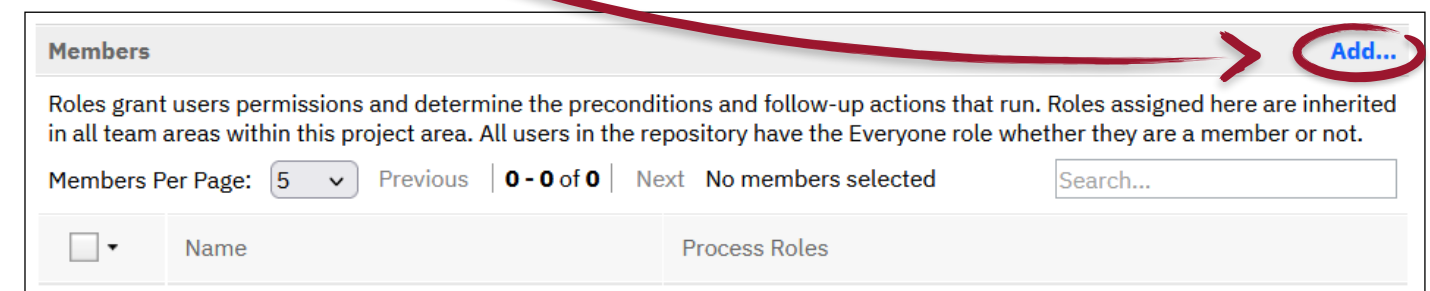 Members Add...
Roles grant users permissions and determine the preconditions and follow-up actions that run. Roles assigned here are inherited
in all team areas within this project area. All users in the repository have the Everyone role whether they are a member or not.
Members Per Page: 5 Previous 0 - 0 of 0 Next No members selected Search...
Name Process Roles